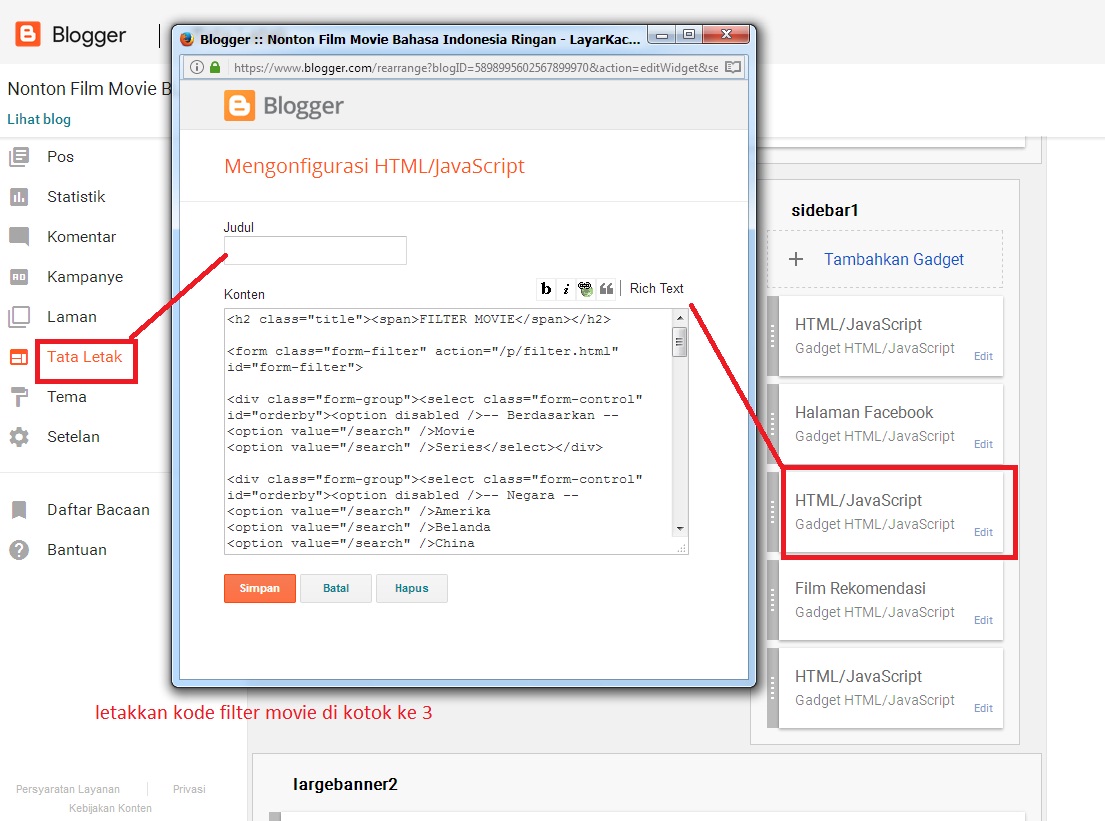 Blogger
Nonton Film Movie B
Lihat blog
Pos
Statistik
Komentar
AD
Kampanye
Laman
Tata Letak
Tema
Setelan
Daftar Bacaan
?
Bantuan
Persyaratan Layanan
Privasi
Kebijakan Konten
Blogger :: Nonton Film Movie Bahasa Indonesia Ringan - LayarKac...
https://www.blogger.com/rearrange?blogID=5898995602567899970&action=editWidget&se
Blogger
Mengonfigurasi HTML/JavaScript
Judul
Konten
b i Rich Text
<h2 class="title"><span>FILTER MOVIE</span></h2>
<form class="form-filter" action="/p/filter.html"
id="form-filter">
<div class="form-group"><select class="form-control"
id="orderby"><option disabled />-- Berdasarkan --
<option value="/search" />Movie
<option value="/search" />Series</select></div>
<div class="form-group"><select class="form-control"
id="orderby"><option disabled />-- Negara --
<option value="/search" />Amerika
<option value="/search" />Belanda
<option value="/search" />China
Simpan
Batal
Hapus
letakkan kode filter movie di kotok ke 3
sidebar1
+ Tambahkan Gadget
HTML/JavaScript
Gadget HTML/JavaScript
Edit
Halaman Facebook
Gadget HTML/JavaScript
Edit
HTML/JavaScript
Gadget HTML/JavaScript
Edit
Film Rekomendasi
Gadget HTML/JavaScript
Edit
HTML/JavaScript
Gadget HTML/JavaScript
Edit
largebanner2